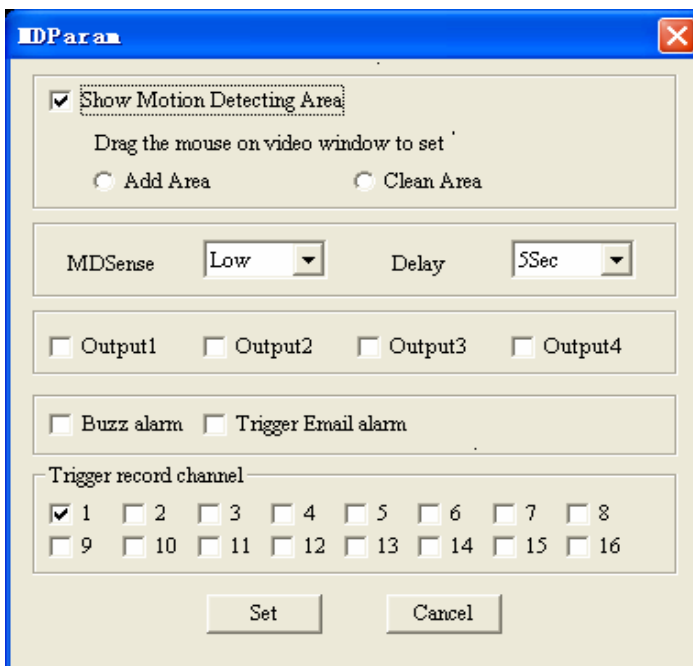 MDParam
Show Motion Detecting Area
Drag the mouse on video window to set
Add Area Clean Area
MDSense Low Delay 5Sec
Output1 Output2 Output3 Output4
Buzz alarm Trigger Email alarm
Trigger record channel
1 2 3 4 5 6 7 8
9 10 11 12 13 14 15 16
Set Cancel